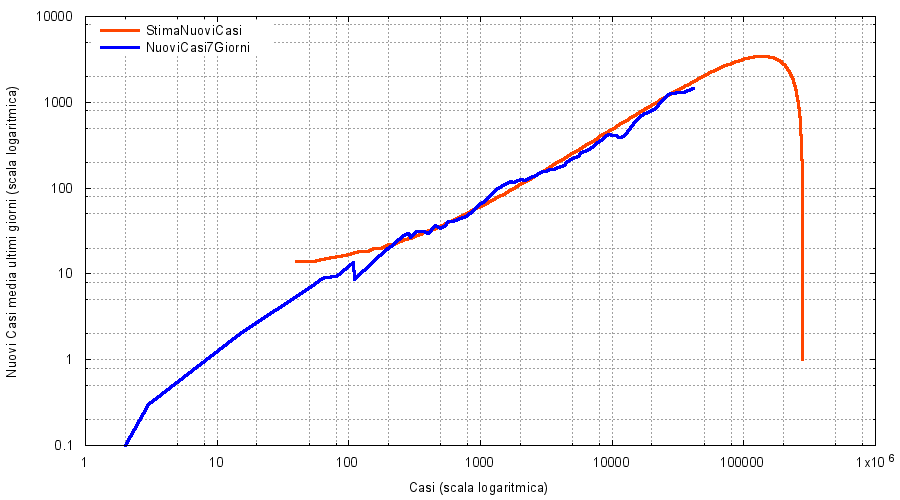 10000
StimaNuoviCasi
NuoviCasi7Giorni
1000
100
10
1
0.1
Nuovi Casi media ultimi giorni (scala logaritmica)
1
10
100
1000
10000
100000
1x10 6
Casi (scala logaritmica)